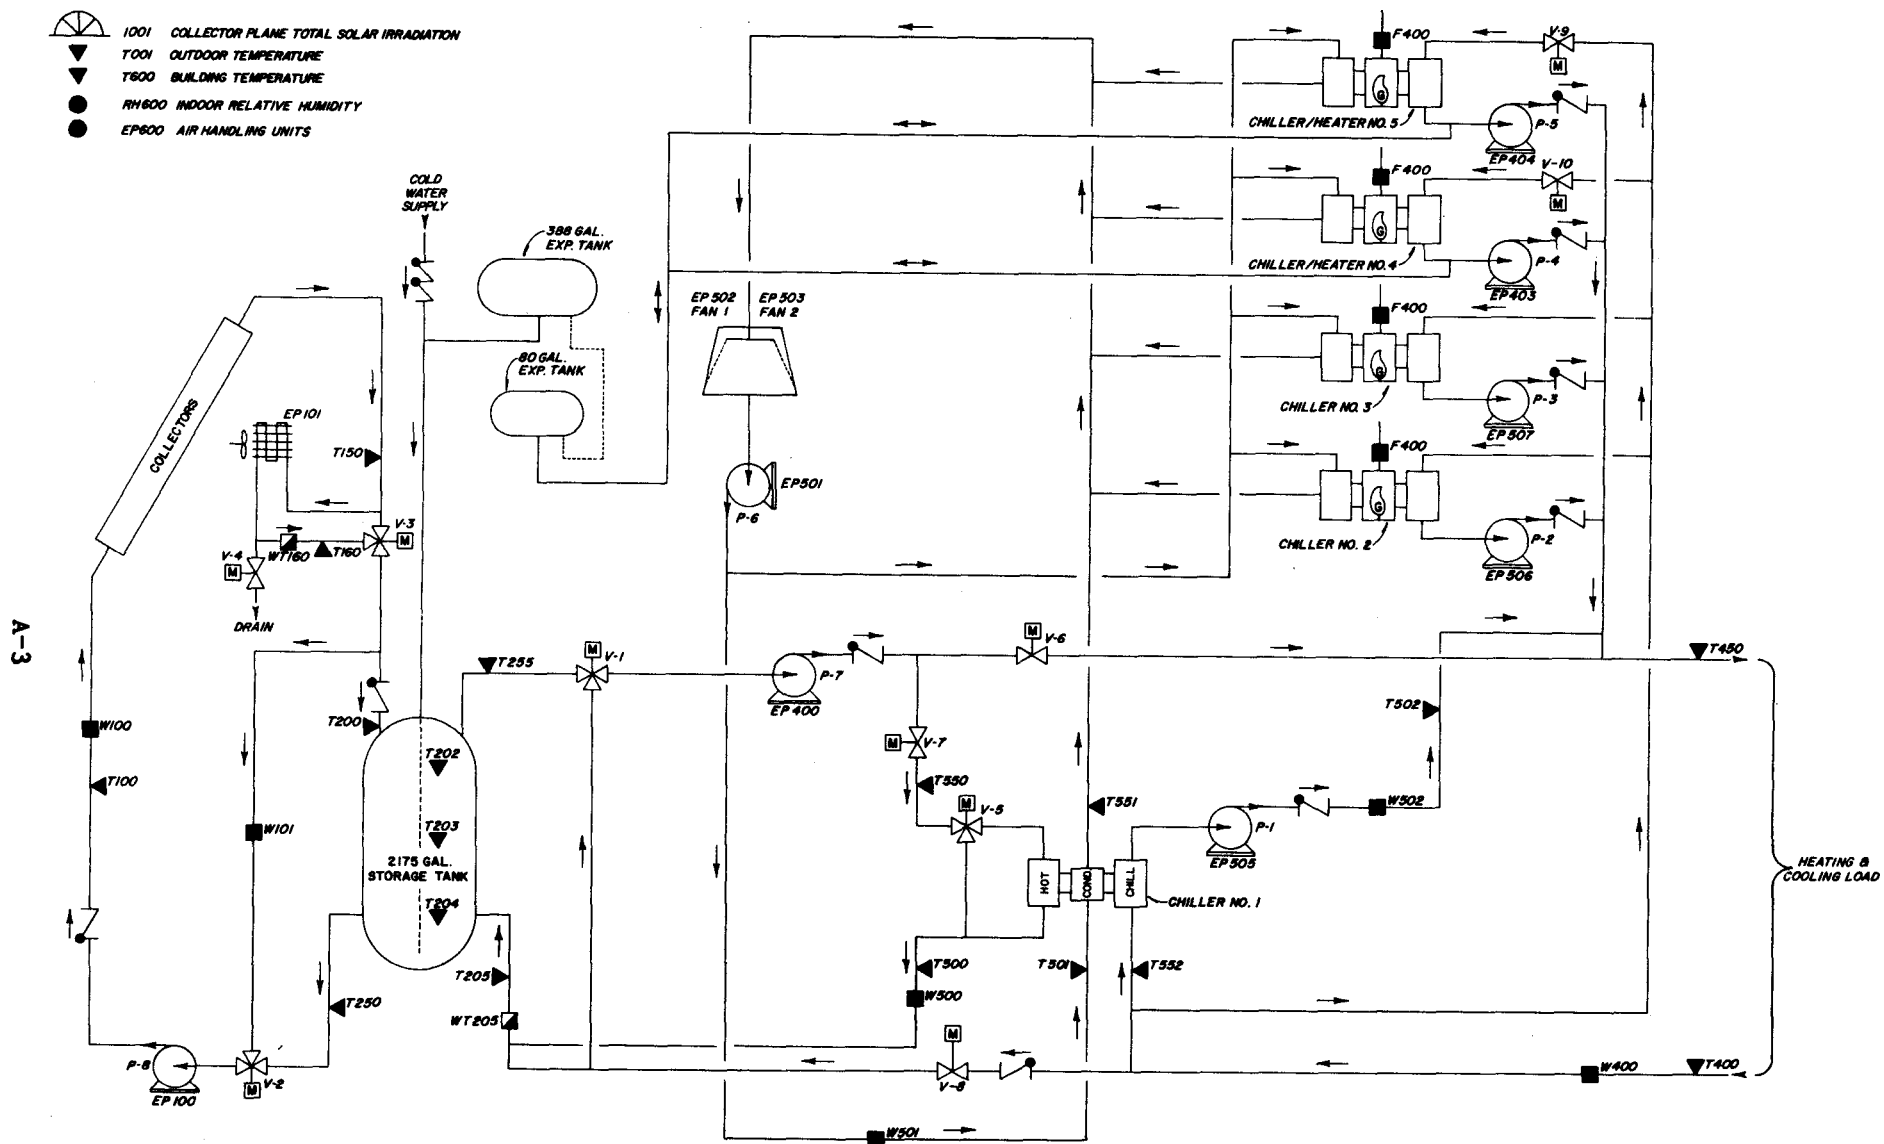 I001 COLLECTOR PLANE TOTAL SOLAR IRRADIATION
T001 OUTDOOR TEMPERATURE
T600 BUILDING TEMPERATURE
RH600 INDOOR RELATIVE HUMIDITY
EP600 AIR HANDLING UNITS
F400
V-9
M
CHILLER/HEATER NO. 5
G
P-5
EP404
F400
V-10
M
CHILLER/HEATER NO. 4
G
P-4
EP403
F400
G
CHILLER NO. 3
P-3
EP507
F400
G
CHILLER NO. 2
P-2
EP506
COLD
WATER
SUPPLY
388 GAL.
EXP. TANK
80 GAL.
EXP. TANK
EP502
FAN 1
EP503
FAN 2
EP501
P-6
COLLECTORS
EP101
T150
V-3
M
V-4
M
WT160
T160
DRAIN
A-3
T255
M
V-1
P-7
EP400
M
V-6
T450
W100
T100
T200
T202
T203
2175 GAL.
STORAGE TANK
T204
W101
M
V-7
T550
M
V-5
T551
T502
W502
P-1
EP505
HOT
COND.
CHILL
CHILLER NO. 1
HEATING &
COOLING LOAD
T250
T205
WT205
T500
W500
T501
T552
P-8
EP100
M
V-2
M
V-8
W400
T400
W501